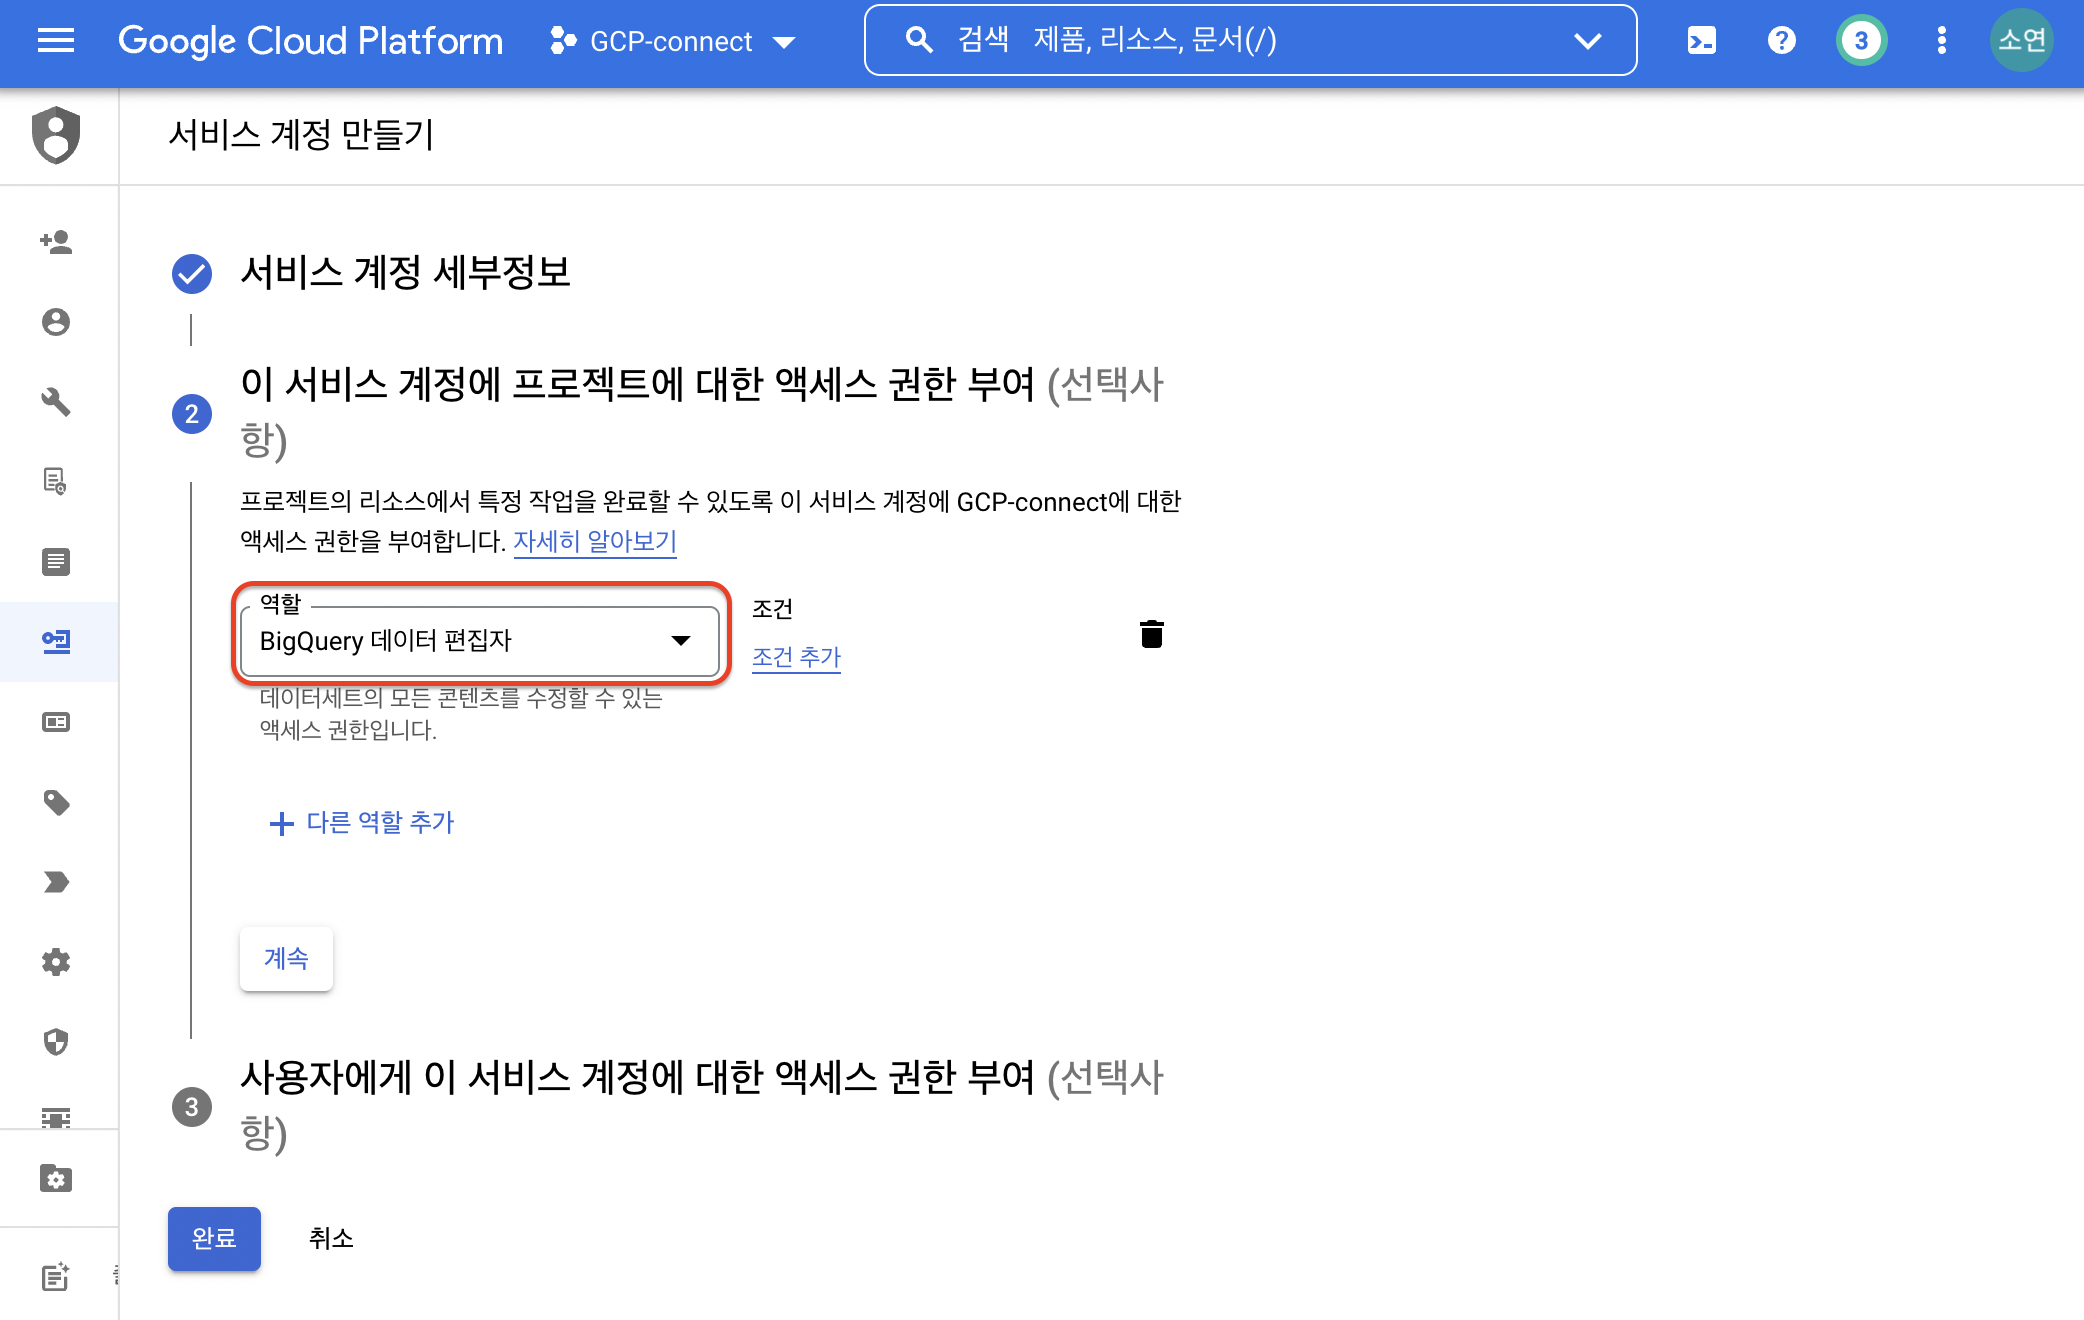 Google Cloud Platform
GCP-connect
검색 제품, 리소스, 문서(/)
3
소연
서비스 계정 만들기
서비스 계정 세부정보
2
이 서비스 계정에 프로젝트에 대한 액세스 권한 부여 (선택사
항)
프로젝트의 리소스에서 특정 작업을 완료할 수 있도록 이 서비스 계정에 GCP-connect에 대한
액세스 권한을 부여합니다. 자세히 알아보기
역할
BigQuery 데이터 편집자
조건
조건 추가
데이터세트의 모든 콘텐츠를 수정할 수 있는
액세스 권한입니다.
+ 다른 역할 추가
계속
3
사용자에게 이 서비스 계정에 대한 액세스 권한 부여 (선택사
항)
완료
취소